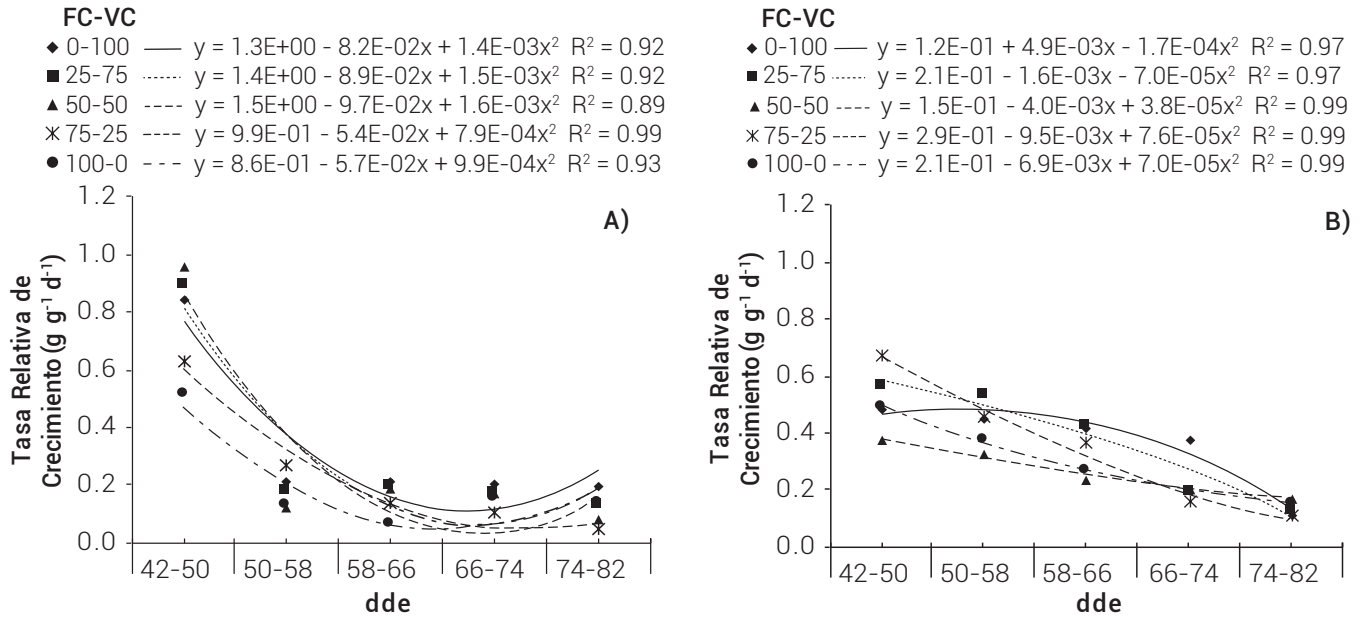 FC-VC
0-100 y = 1.3E+00 - 8.2E-02x + 1.4E-03x² R² = 0.92
25-75 y = 1.4E+00 - 8.9E-02x + 1.5E-03x² R² = 0.92
50-50 y = 1.5E+00 - 9.7E-02x + 1.6E-03x² R² = 0.89
75-25 y = 9.9E-01 - 5.4E-02x + 7.9E-04x² R² = 0.99
100-0 y = 8.6E-01 - 5.7E-02x + 9.9E-04x² R² = 0.93
A)
Tasa Relativa de
Crecimiento (g g⁻¹ d⁻¹)
1.2
1.0
0.8
0.6
0.4
0.2
0.0
42-50 50-58 58-66 66-74 74-82
dde
FC-VC
0-100 y = 1.2E-01 + 4.9E-03x - 1.7E-04x² R² = 0.97
25-75 y = 2.1E-01 - 1.6E-03x - 7.0E-05x² R² = 0.97
50-50 y = 1.5E-01 - 4.0E-03x + 3.8E-05x² R² = 0.99
75-25 y = 2.9E-01 - 9.5E-03x + 7.6E-05x² R² = 0.99
100-0 y = 2.1E-01 - 6.9E-03x + 7.0E-05x² R² = 0.99
B)
Tasa Relativa de
Crecimiento (g g⁻¹ d⁻¹)
1.2
1.0
0.8
0.6
0.4
0.2
0.0
42-50 50-58 58-66 66-74 74-82
dde